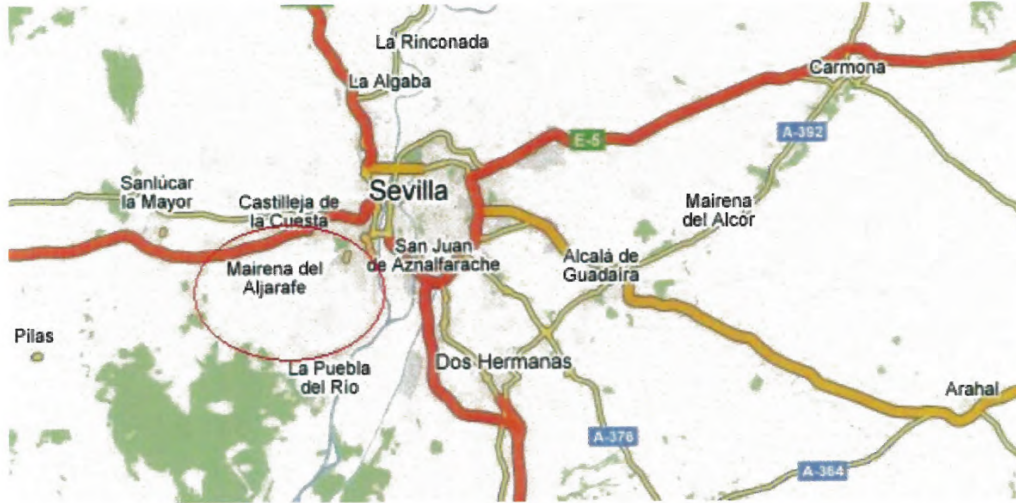 La Rinconada
La Algaba
Carmona
E-5
A-392
Sanlúcar
la Mayor
Sevilla
Castilleja de
la Cuesta
Mairena
del Alcor
San Juan
de Aznalfarache
Alcalá de
Guadaira
Mairena del
Aljarafe
Pilas
La Puebla
del Río
Dos Hermanas
Arahal
A-376
A-364